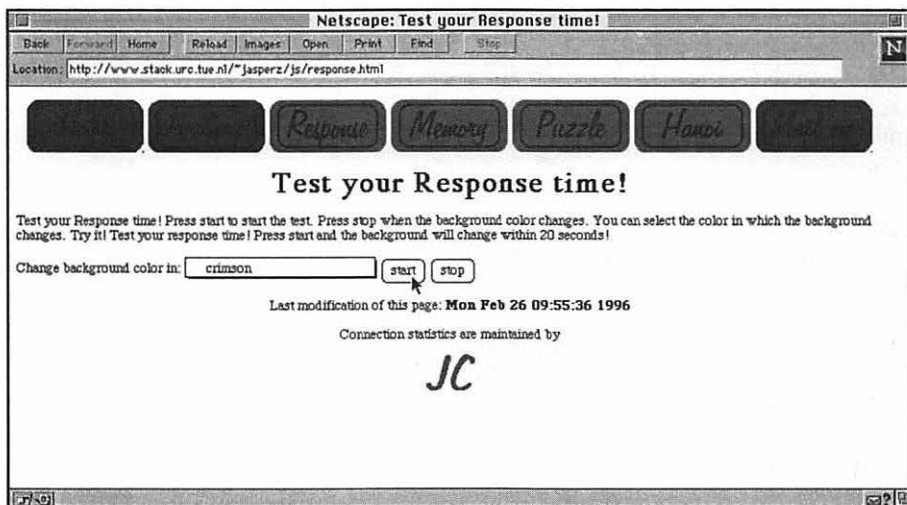 Netscape: Test your Response time!
Back Forward Home Reload Images Open Print Find Stop
N
Location: http://www.stack.urc.tue.nl/~jasperz/js/response.html
Response Memory Puzzle Hanoi
Test your Response time!
Test your Response time! Press start to start the test. Press stop when the background color changes. You can select the color in which the background
changes. Try it! Test your response time! Press start and the background will change within 20 seconds!
Change background color in: crimson start stop
Last modification of this page: Mon Feb 26 09:55:36 1996
Connection statistics are maintained by
JC
?